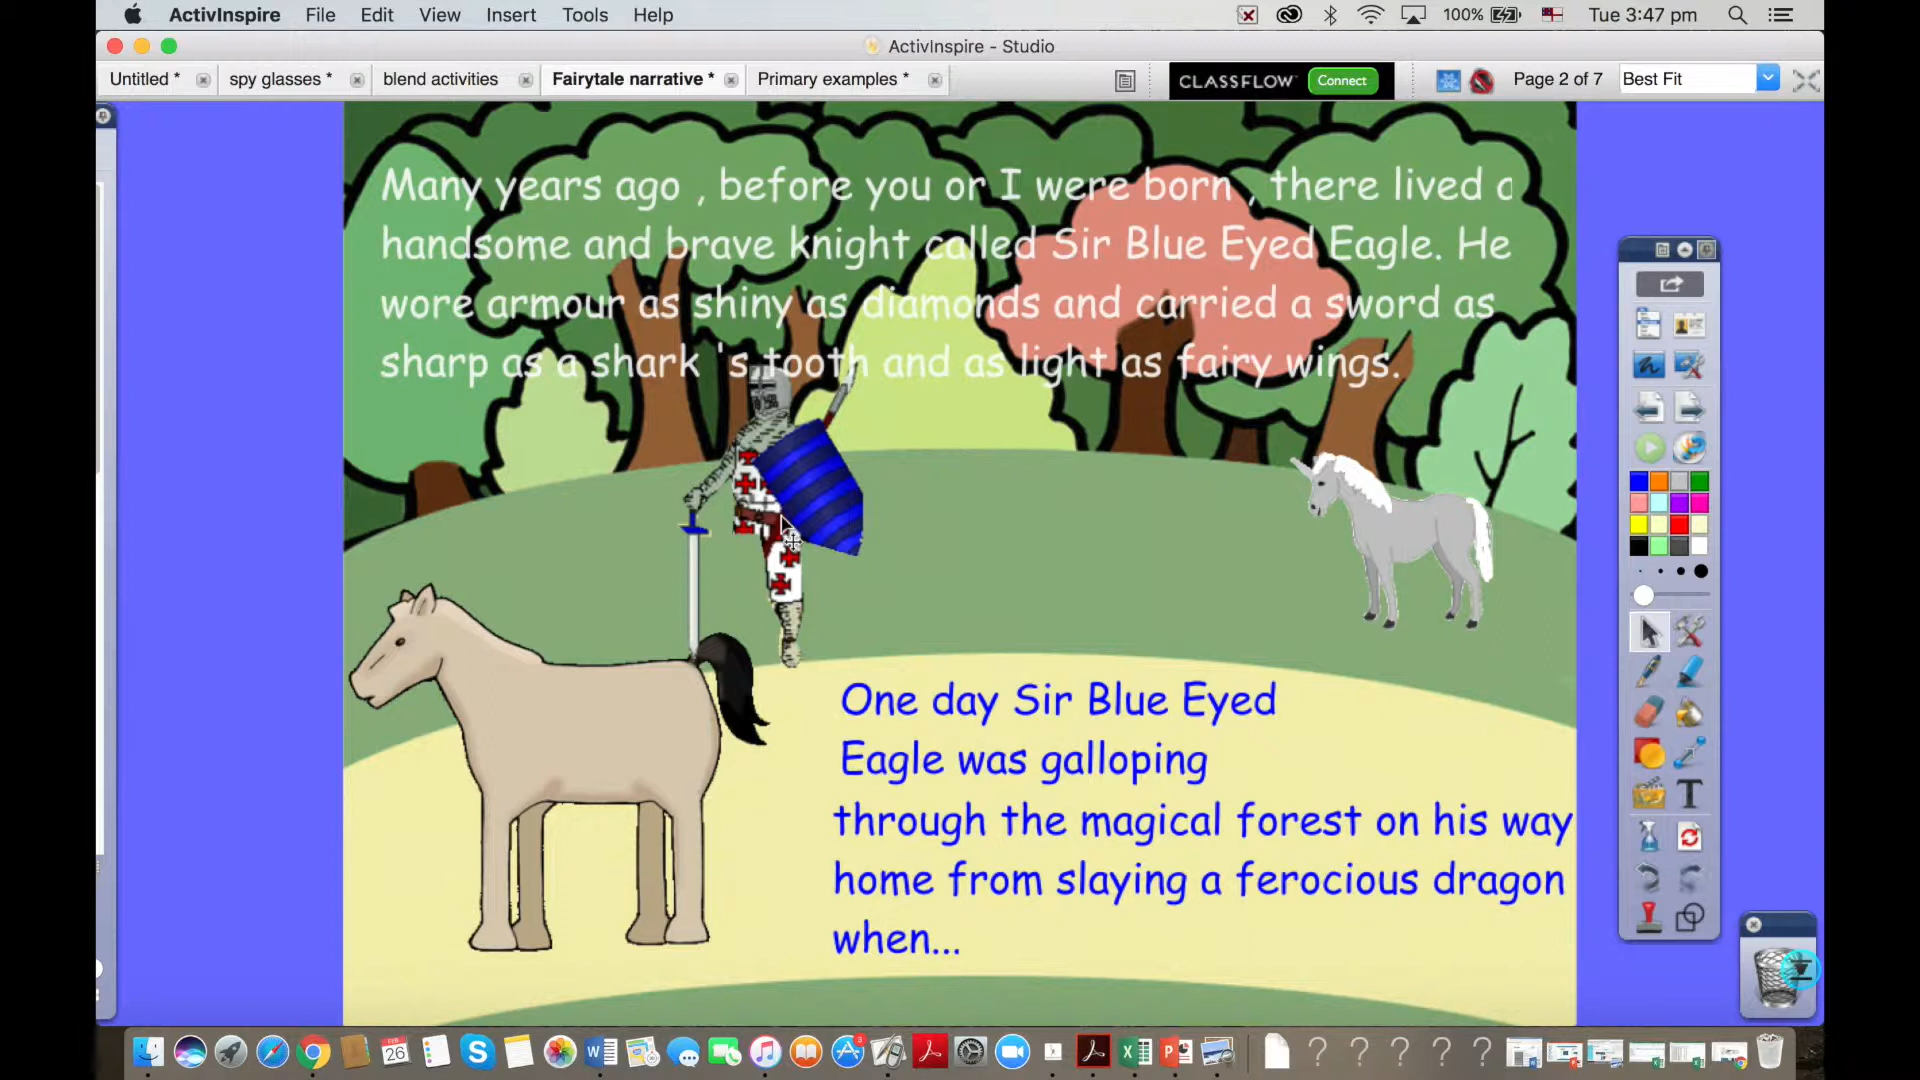 ActivInspire File Edit View Insert Tools Help 100% Tue 3:47 pm
ActivInspire - Studio
Untitled * spy glasses * blend activities Fairytale narrative * Primary examples * CLASSFLOW Connect Page 2 of 7 Best Fit
Many years ago , before you or I were born , there lived a
handsome and brave knight called Sir Blue Eyed Eagle. He
wore armour as shiny as diamonds and carried a sword as
sharp as a shark 's tooth and as light as fairy wings.
One day Sir Blue Eyed
Eagle was galloping
through the magical forest on his way
home from slaying a ferocious dragon
when...
T
FEB
26
3